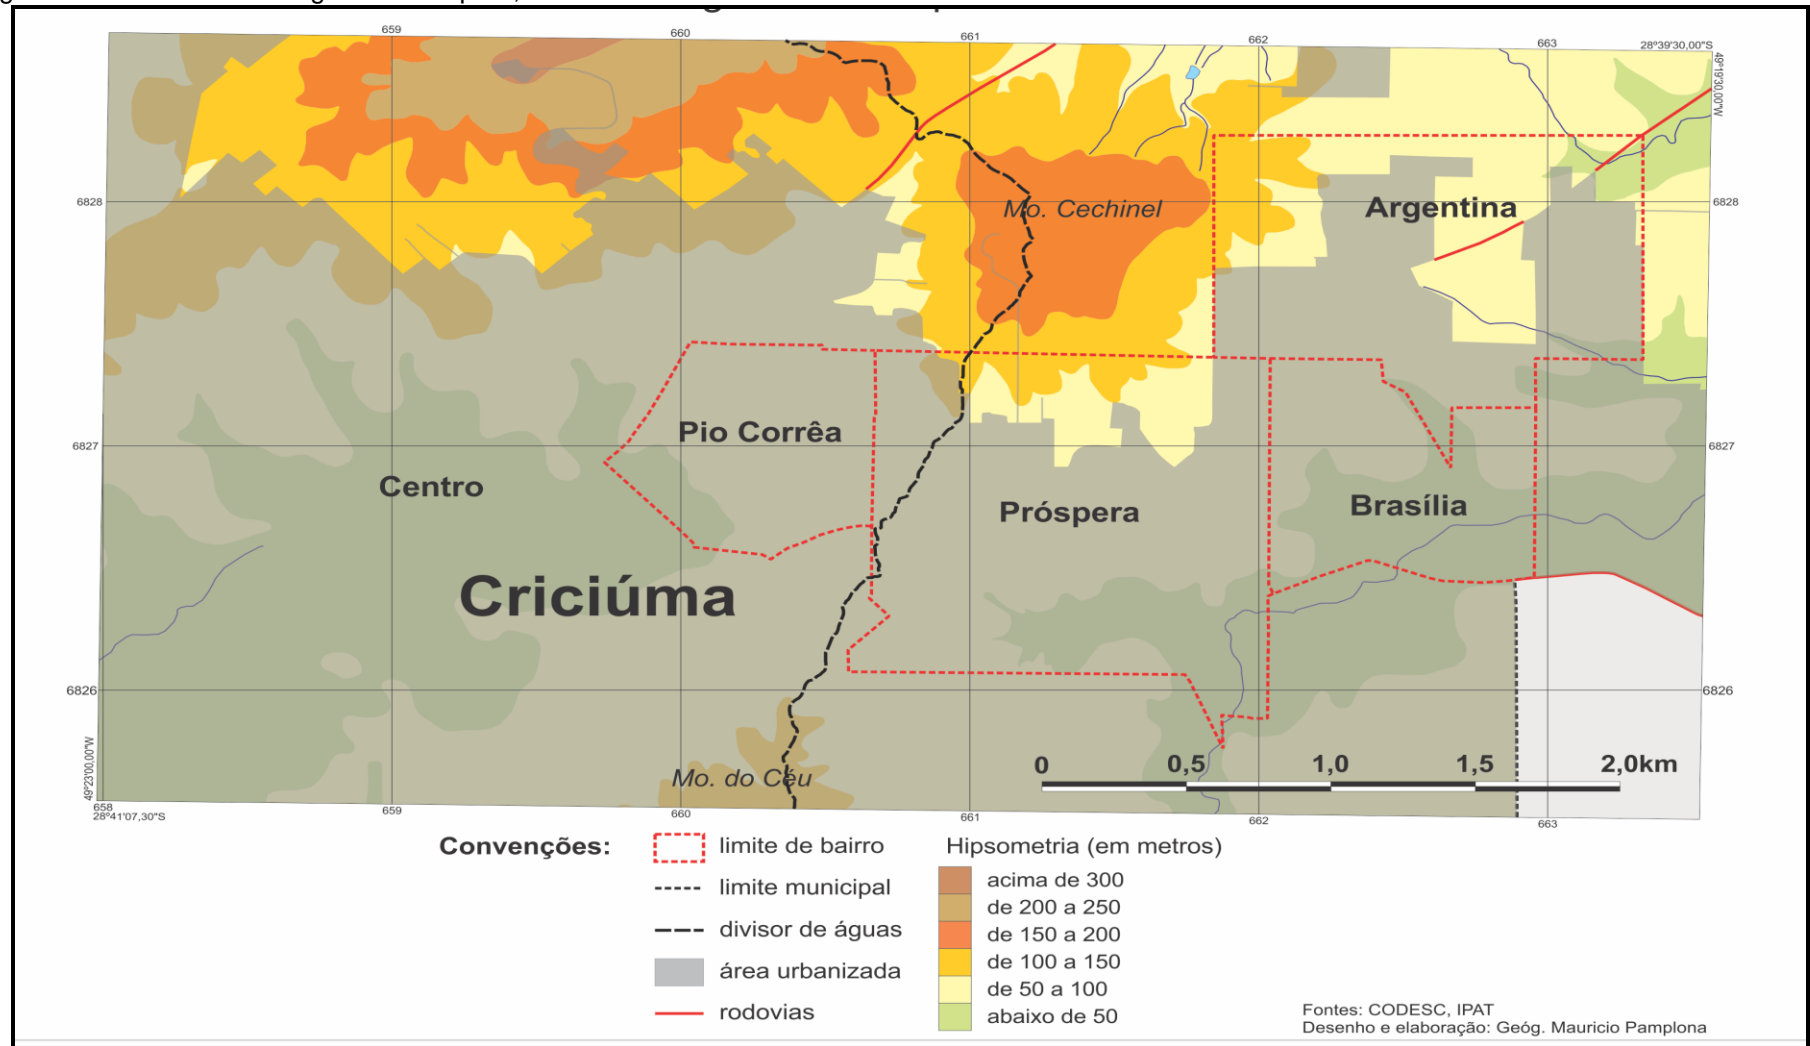 659
660
661
662
663
28°39'30,00"S
49º19'30,00"W
6828
Mo. Cechinel
Argentina
6828
Pio Corrêa
6827
6827
Centro
Próspera
Brasília
Criciúma
6826
6826
49º23'00,00"W
Mo. do Céu
0
0,5
1,0
1,5
2,0km
658
659
660
661
662
663
28°41'07,30"S
Convenções:
limite de bairro
limite municipal
divisor de águas
área urbanizada
rodovias
Hipsometria (em metros)
acima de 300
de 200 a 250
de 150 a 200
de 100 a 150
de 50 a 100
abaixo de 50
Fontes: CODESC, IPAT
Desenho e elaboração: Geóg. Mauricio Pamplona